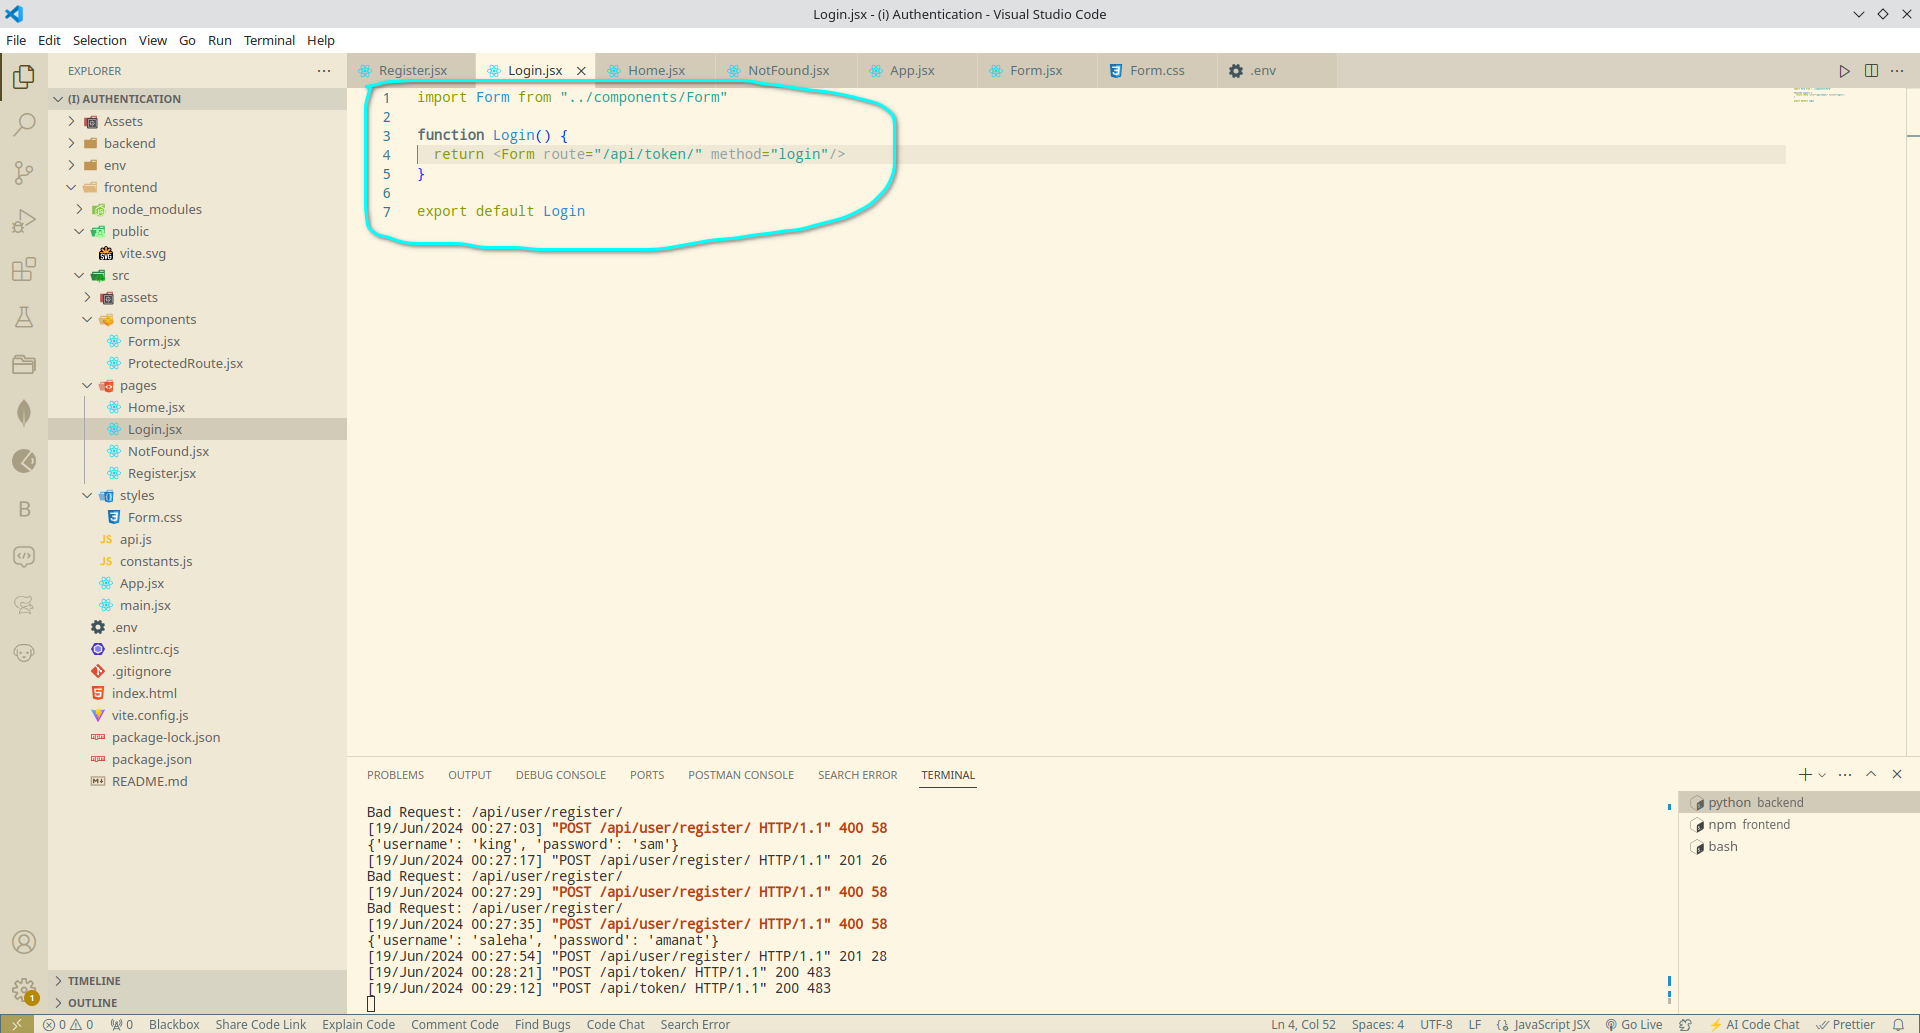 Login.jsx - (i) Authentication - Visual Studio Code
File Edit Selection View Go Run Terminal Help
EXPLORER
(I) AUTHENTICATION
Assets
backend
env
frontend
node_modules
public
vite.svg
src
assets
components
Form.jsx
ProtectedRoute.jsx
pages
Home.jsx
Login.jsx
NotFound.jsx
Register.jsx
styles
Form.css
JS api.js
JS constants.js
App.jsx
main.jsx
.env
.eslintrc.cjs
.gitignore
index.html
vite.config.js
package-lock.json
package.json
README.md
TIMELINE
OUTLINE
B
1
Register.jsx Login.jsx Home.jsx NotFound.jsx App.jsx Form.jsx Form.css .env
1 import Form from "../components/Form"
2
3 function Login() {
4 return <Form route="/api/token/" method="login"/>
5 }
6
7 export default Login
PROBLEMS OUTPUT DEBUG CONSOLE PORTS POSTMAN CONSOLE SEARCH ERROR TERMINAL
Bad Request: /api/user/register/
[19/Jun/2024 00:27:03] "POST /api/user/register/ HTTP/1.1" 400 58
{'username': 'king', 'password': 'sam'}
[19/Jun/2024 00:27:17] "POST /api/user/register/ HTTP/1.1" 201 26
Bad Request: /api/user/register/
[19/Jun/2024 00:27:29] "POST /api/user/register/ HTTP/1.1" 400 58
Bad Request: /api/user/register/
[19/Jun/2024 00:27:35] "POST /api/user/register/ HTTP/1.1" 400 58
{'username': 'saleha', 'password': 'amanat'}
[19/Jun/2024 00:27:54] "POST /api/user/register/ HTTP/1.1" 201 28
[19/Jun/2024 00:28:21] "POST /api/token/ HTTP/1.1" 200 483
[19/Jun/2024 00:29:12] "POST /api/token/ HTTP/1.1" 200 483
python backend
npm frontend
bash
0 0 0 Blackbox Share Code Link Explain Code Comment Code Find Bugs Code Chat Search Error Ln 4, Col 52 Spaces: 4 UTF-8 LF JavaScript JSX Go Live AI Code Chat Prettier